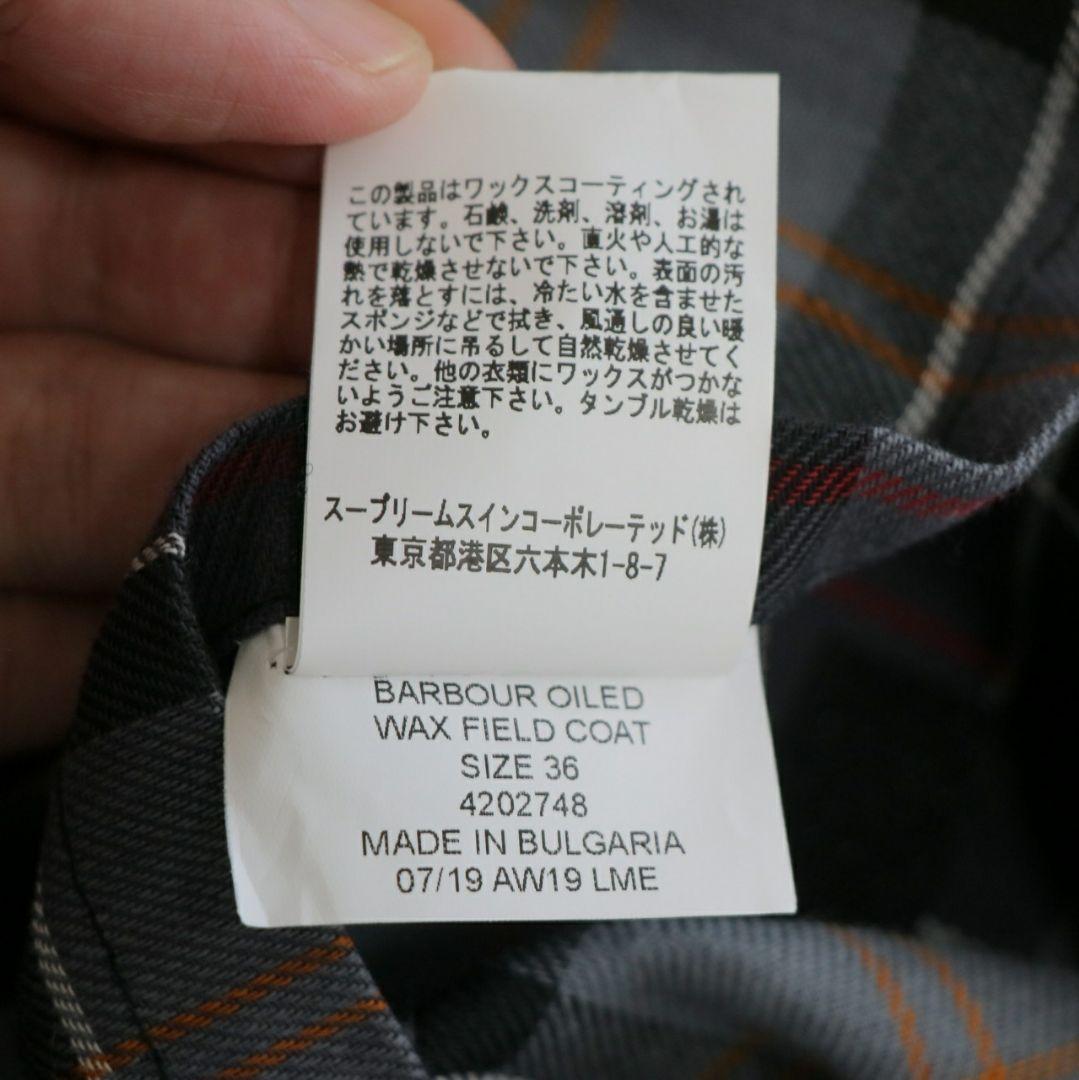 この製品はワックスコーティングされ
ています。石鹸、洗剤、溶剤、お湯は
使用しないで下さい。直火や人工的な
熱で乾燥させないで下さい。表面の汚
れを落とすには、冷たい水を含ませた
スポンジなどで拭き、風通しの良い暖
かい場所に吊るして自然乾燥させてく
ださい。他の衣類にワックスがつかな
いようご注意下さい。タンブル乾燥は
お避け下さい。
スープリームスインコーポレーテッド(株)
東京都港区六本木1-8-7
BARBOUR OILED
WAX FIELD COAT
SIZE 36
4202748
MADE IN BULGARIA
07/19 AW19 LME